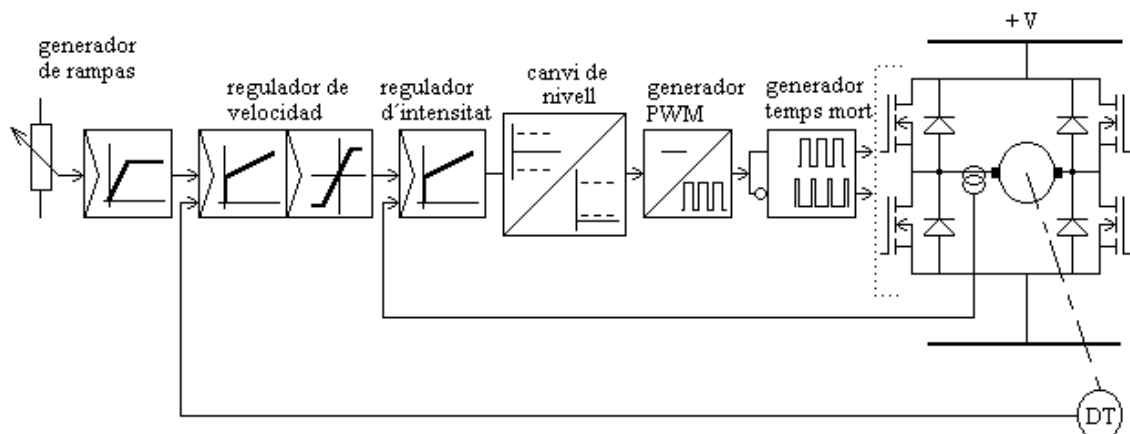 + V
generador
de rampas
regulador de
velocidad
regulador
d´intensitat
canvi de
nivell
generador
PWM
generador
temps mort
DT